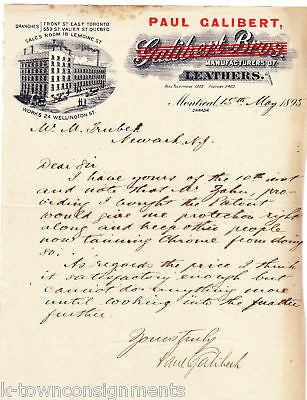 BRANCHES
FRONT ST. EAST TORONTO
553 ST. VALIER ST QUEBEC
SALES ROOM 18 LEMOINE ST
WORKS 24 WELLINGTON ST.
PAUL GALIBERT,
Galibert Bros,
MANUFACTURERS OF
LEATHERS.
Montreal 15th May 1895
CANADA
Mr M. Trubek
Newark N.J.
Dear Sir
I have yours of the 10th inst
and note that Mr Zahn, pro-
viding I bought the Patent
would give me protection right
along and keep other people
now tanning chrome from doing
so;
As regards the price I think
it satisfactory enough but
cannot do anything more
until looking into the matter
further.
Yours truly
Paul Galibert
k-townconsignments